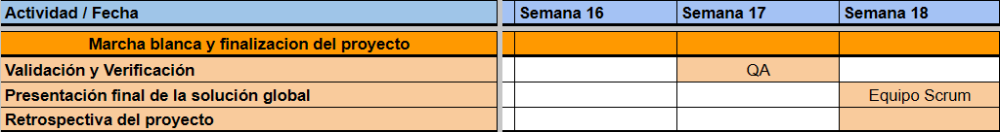 Actividad / Fecha Semana 16 Semana 17 Semana 18
Marcha blanca y finalizacion del proyecto
Validación y Verificación QA
Presentación final de la solución global Equipo Scrum
Retrospectiva del proyecto